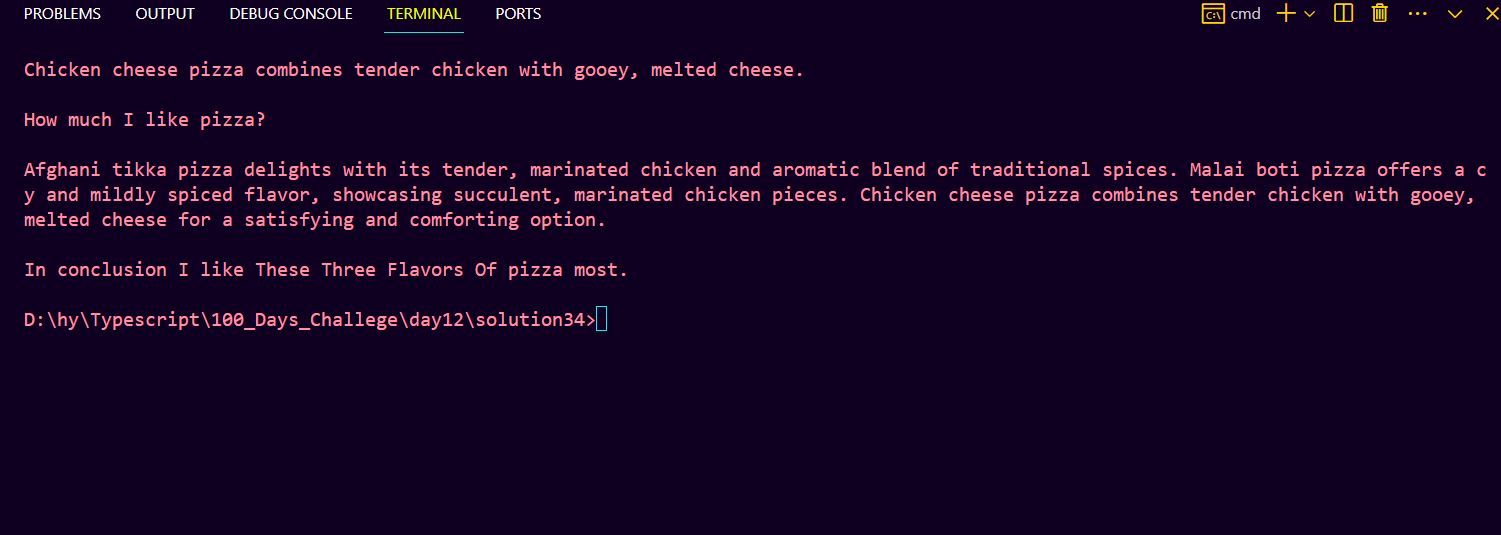 PROBLEMS OUTPUT DEBUG CONSOLE TERMINAL PORTS cmd
Chicken cheese pizza combines tender chicken with gooey, melted cheese.
How much I like pizza?
Afghani tikka pizza delights with its tender, marinated chicken and aromatic blend of traditional spices. Malai boti pizza offers a c
y and mildly spiced flavor, showcasing succulent, marinated chicken pieces. Chicken cheese pizza combines tender chicken with gooey,
melted cheese for a satisfying and comforting option.
In conclusion I like These Three Flavors Of pizza most.
D:\hy\Typescript\100_Days_Challege\day12\solution34>